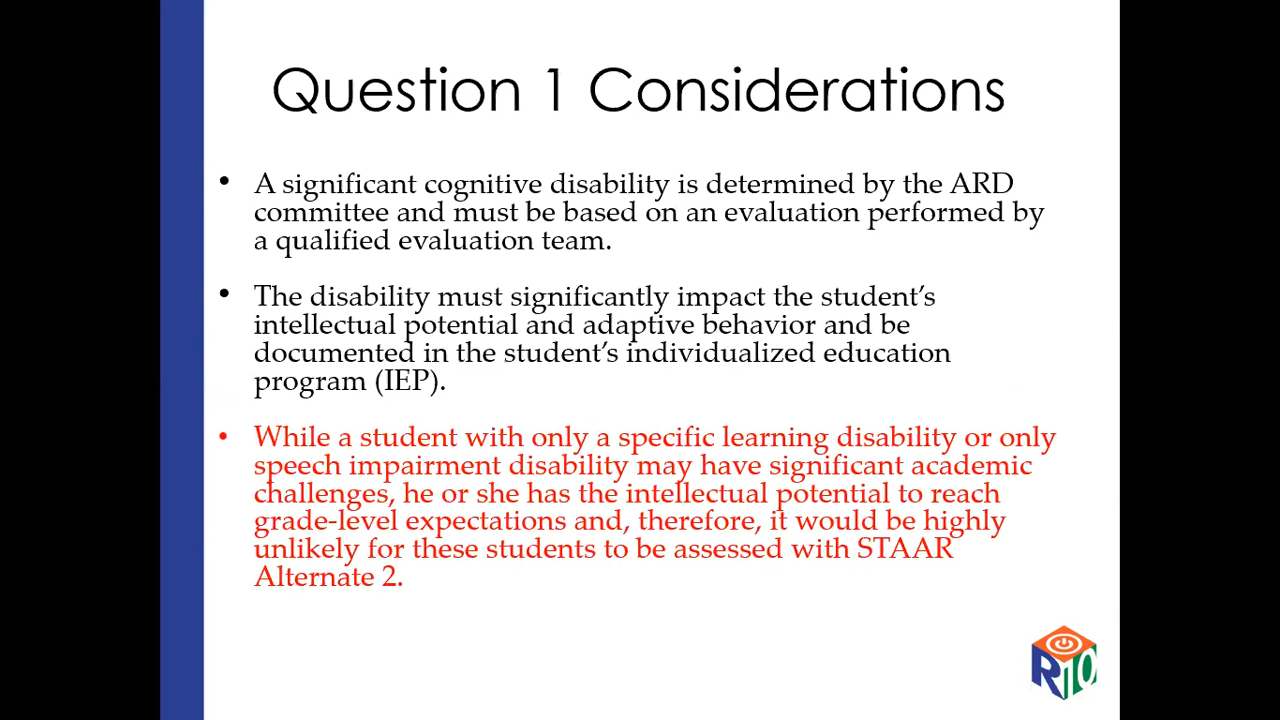 Question 1 Considerations
• A significant cognitive disability is determined by the ARD
committee and must be based on an evaluation performed by
a qualified evaluation team.
• The disability must significantly impact the student’s
intellectual potential and adaptive behavior and be
documented in the student’s individualized education
program (IEP).
• While a student with only a specific learning disability or only
speech impairment disability may have significant academic
challenges, he or she has the intellectual potential to reach
grade-level expectations and, therefore, it would be highly
unlikely for these students to be assessed with STAAR
Alternate 2.
R10